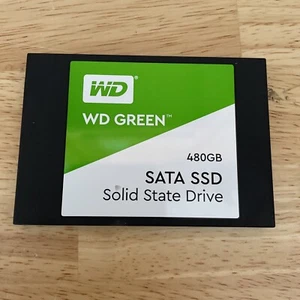 WD
WD GREEN™
480GB
SATA SSD
Solid State Drive